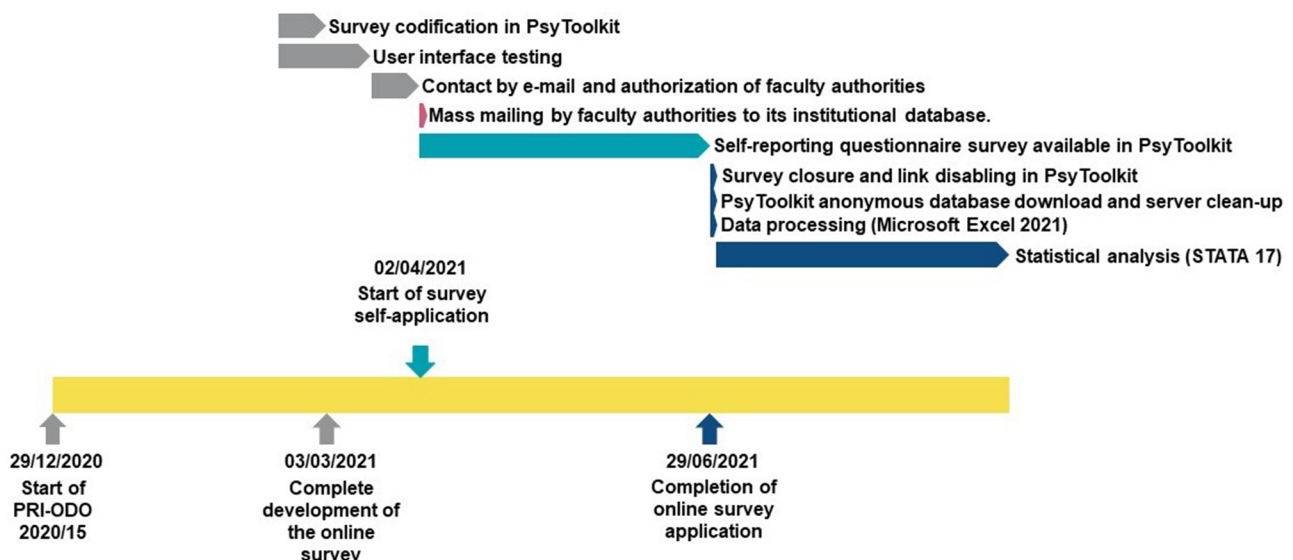 Survey codification in PsyToolkit
User interface testing
Contact by e-mail and authorization of faculty authorities
Mass mailing by faculty authorities to its institutional database.
Self-reporting questionnaire survey available in PsyToolkit
Survey closure and link disabling in PsyToolkit
PsyToolkit anonymous database download and server clean-up
Data processing (Microsoft Excel 2021)
Statistical analysis (STATA 17)
02/04/2021
Start of survey
self-application
29/12/2020
Start of
PRI-ODO
2020/15
03/03/2021
Complete
development of
the online
survey
29/06/2021
Completion of
online survey
application